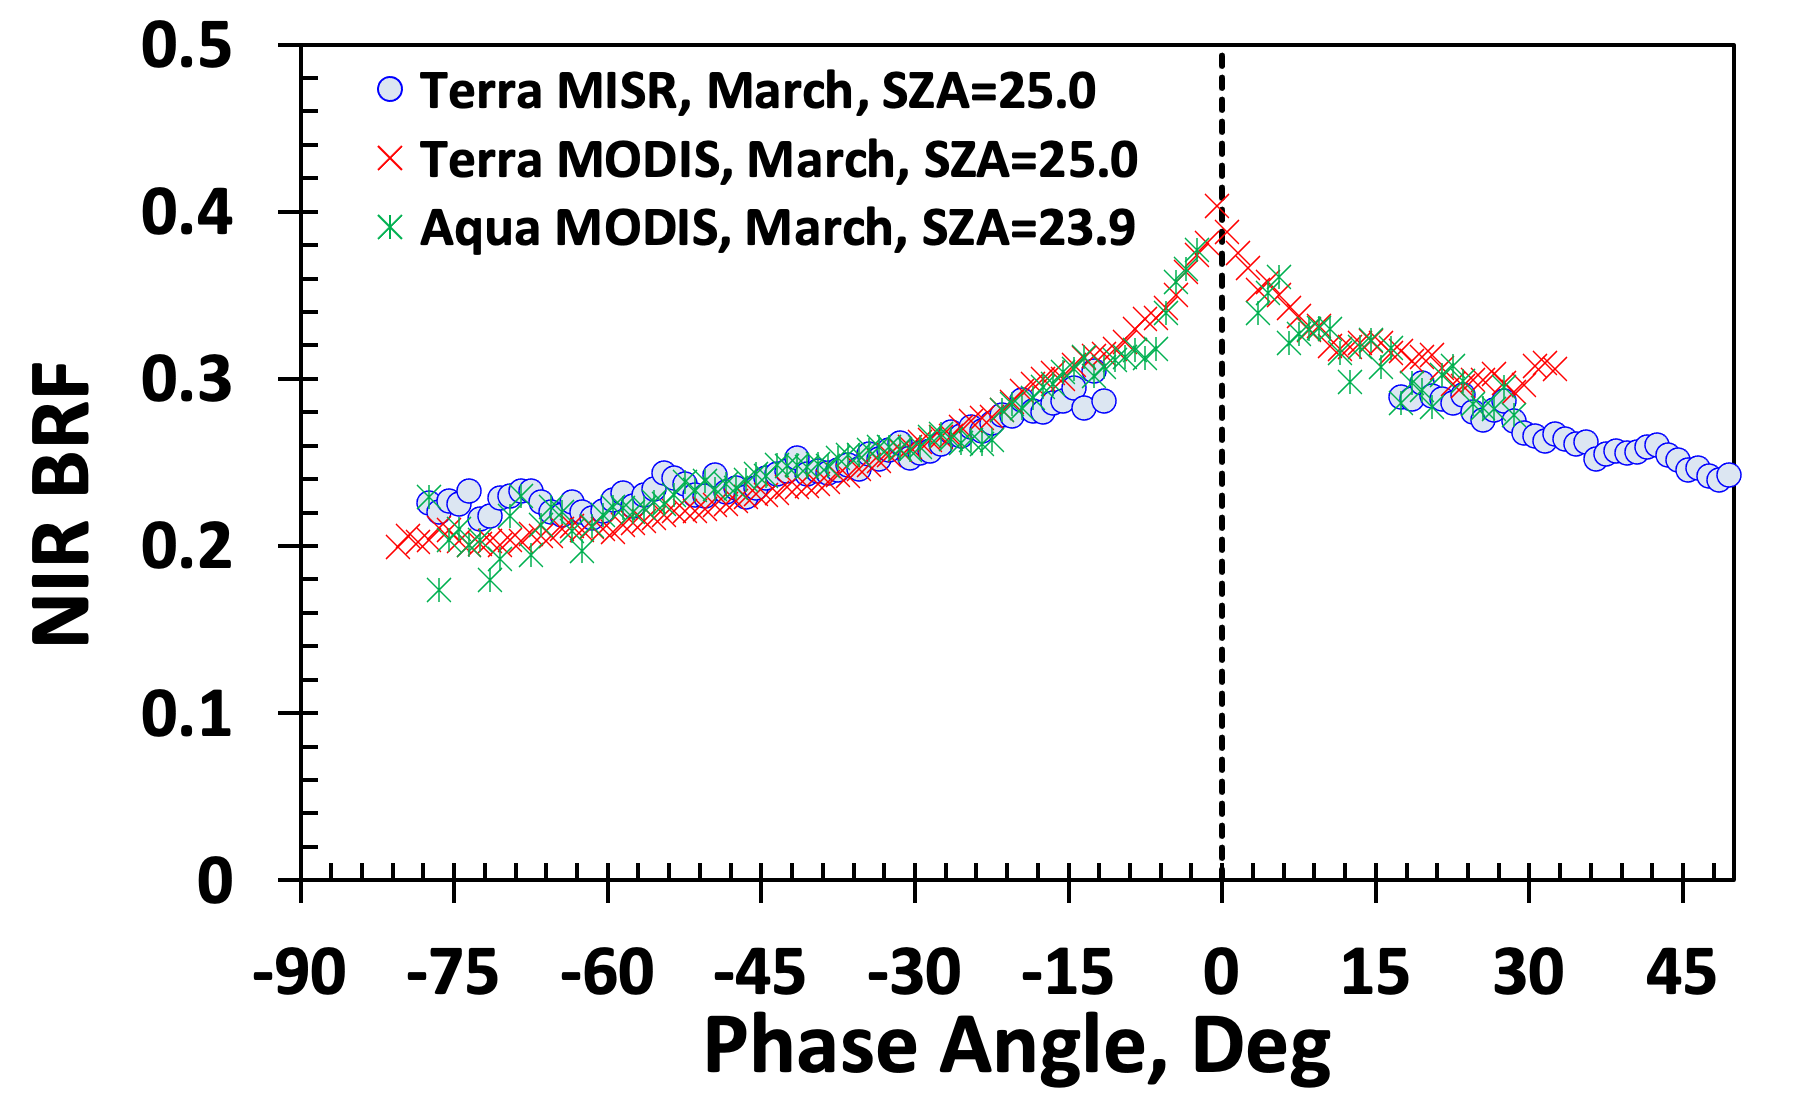 0.5
Terra MISR, March, SZA=25.0
Terra MODIS, March, SZA=25.0
Aqua MODIS, March, SZA=23.9
0.4
0.3
0.2
0.1
0
NIR BRF
-90 -75 -60 -45 -30 -15 0 15 30 45
Phase Angle, Deg